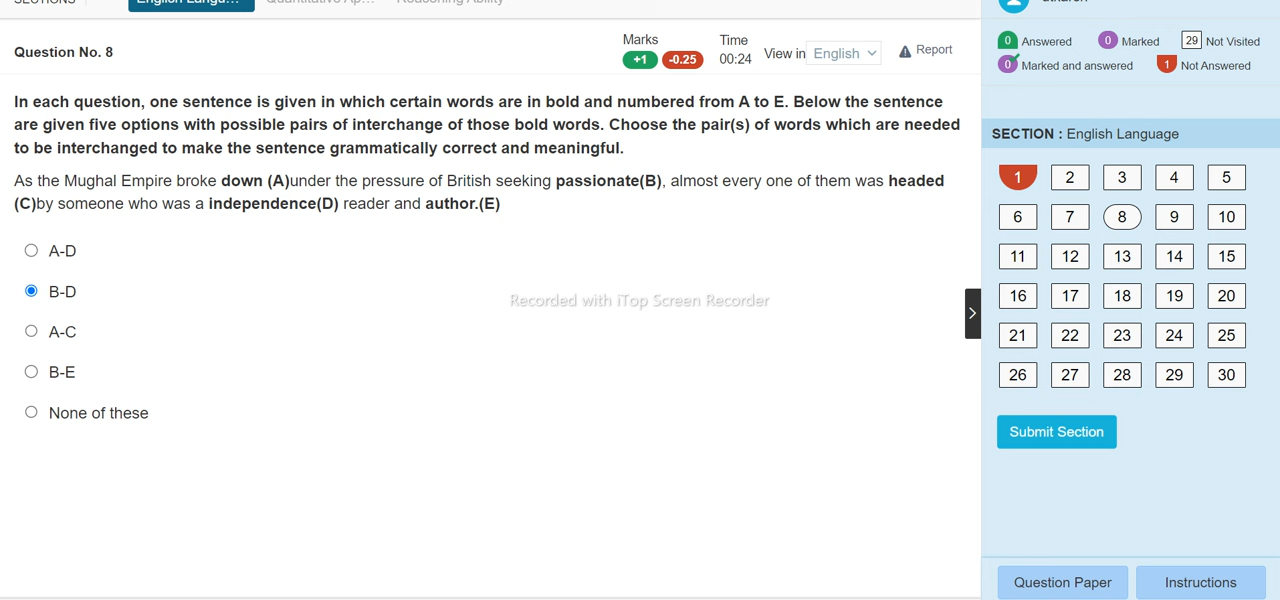 SECTIONS English Langu... Quantitative Ap... Reasoning Ability
Question No. 8
Marks
+1 -0.25
Time
00:24
View in English
Report
In each question, one sentence is given in which certain words are in bold and numbered from A to E. Below the sentence
are given five options with possible pairs of interchange of those bold words. Choose the pair(s) of words which are needed
to be interchanged to make the sentence grammatically correct and meaningful.
As the Mughal Empire broke down (A)under the pressure of British seeking passionate(B), almost every one of them was headed
(C)by someone who was a independence(D) reader and author.(E)
A-D
B-D
A-C
B-E
None of these
Recorded with iTop Screen Recorder
0 Answered 0 Marked 29 Not Visited
0 Marked and answered 1 Not Answered
SECTION : English Language
1 2 3 4 5
6 7 8 9 10
11 12 13 14 15
16 17 18 19 20
21 22 23 24 25
26 27 28 29 30
Submit Section
Question Paper Instructions